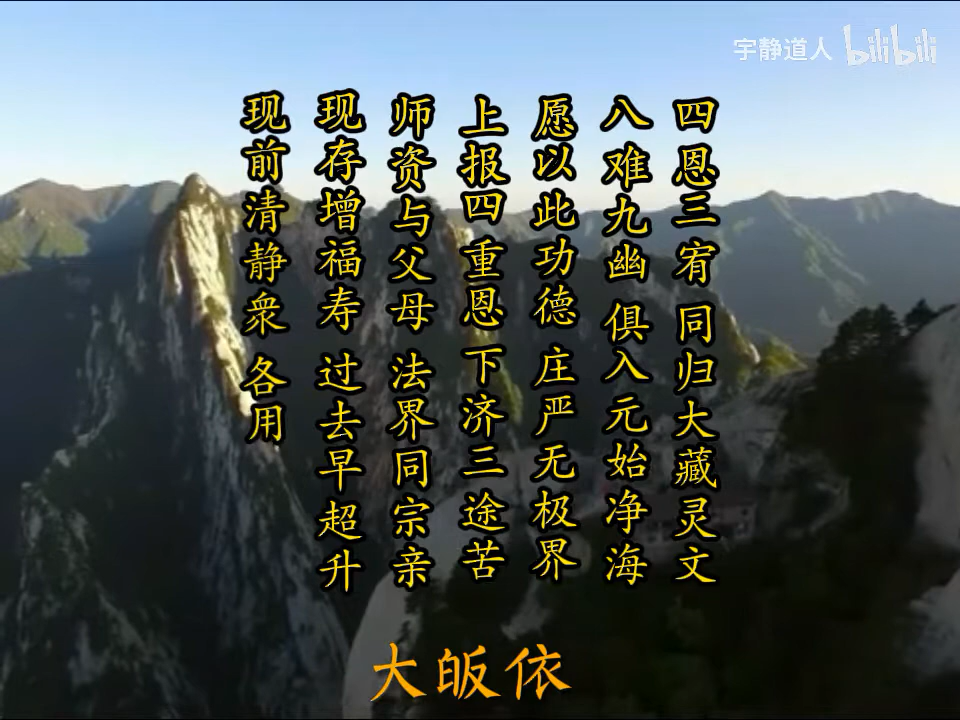 宇静道人 bilibili
四恩三宥 同归大藏灵文
八难九幽 俱入元始净海
愿以此功德 庄严无极界
上报四重恩 下济三途苦
师资与父母 法界同宗亲
现存增福寿 过去早超升
现前清静衆 各用
大皈依